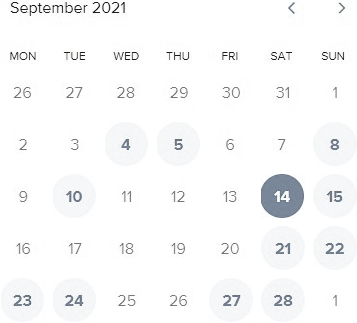 September 2021
MON TUE WED THU FRI SAT SUN
26 27 28 29 30 31 1
2 3 4 5 6 7 8
9 10 11 12 13 14 15
16 17 18 19 20 21 22
23 24 25 26 27 28 1